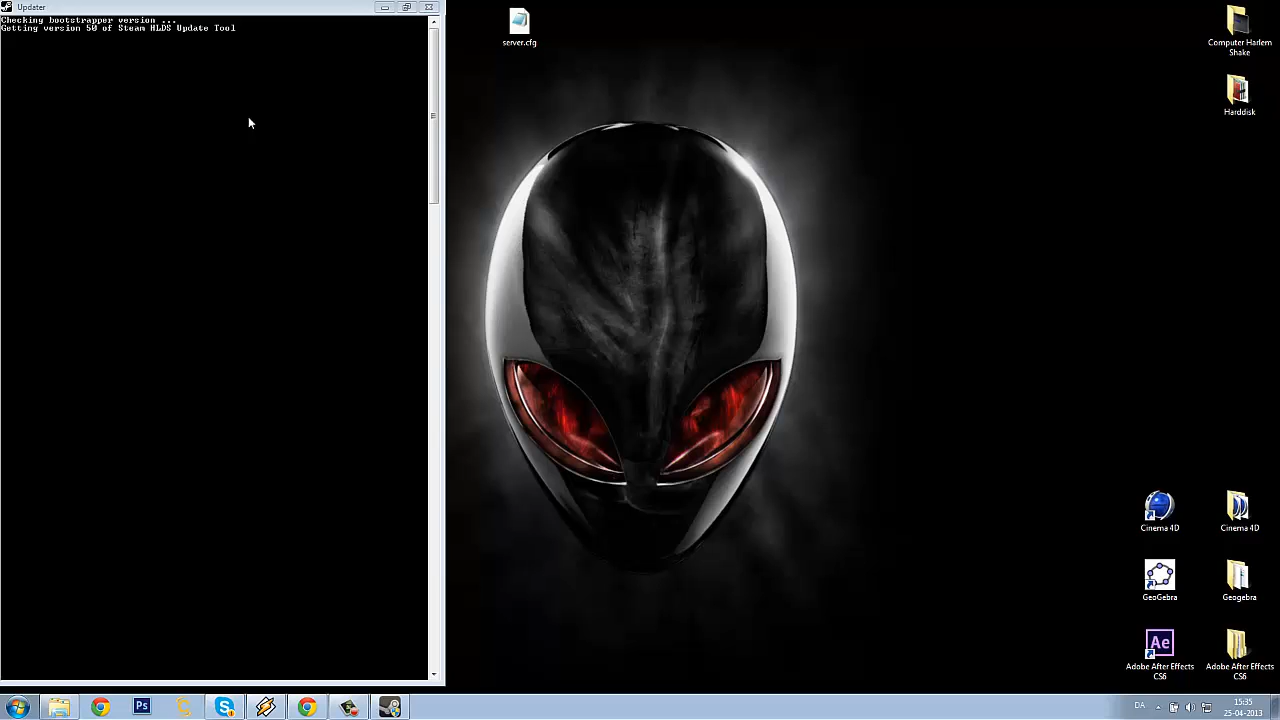 Updater
Checking bootstrapper version ...
Getting version 50 of Steam HLDS Update Tool
server.cfg
Computer Harlem
Shake
Harddisk
Cinema 4D
Cinema 4D
GeoGebra
Geogebra
Ae
Adobe After Effects
CS6
Adobe After Effects
CS6
Ps
DA
15:35
25-04-2013